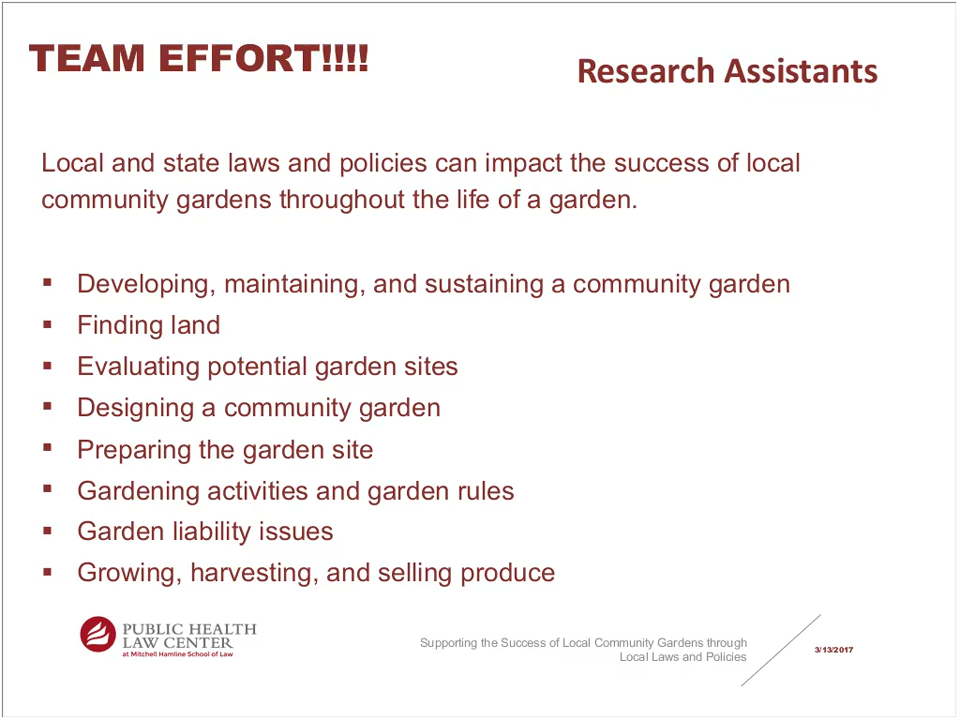 TEAM EFFORT!!!!
Research Assistants
Local and state laws and policies can impact the success of local
community gardens throughout the life of a garden.
▪ Developing, maintaining, and sustaining a community garden
▪ Finding land
▪ Evaluating potential garden sites
▪ Designing a community garden
▪ Preparing the garden site
▪ Gardening activities and garden rules
▪ Garden liability issues
▪ Growing, harvesting, and selling produce
PUBLIC HEALTH
LAW CENTER
at Mitchell Hamline School of Law
Supporting the Success of Local Community Gardens through
Local Laws and Policies
3/13/2017